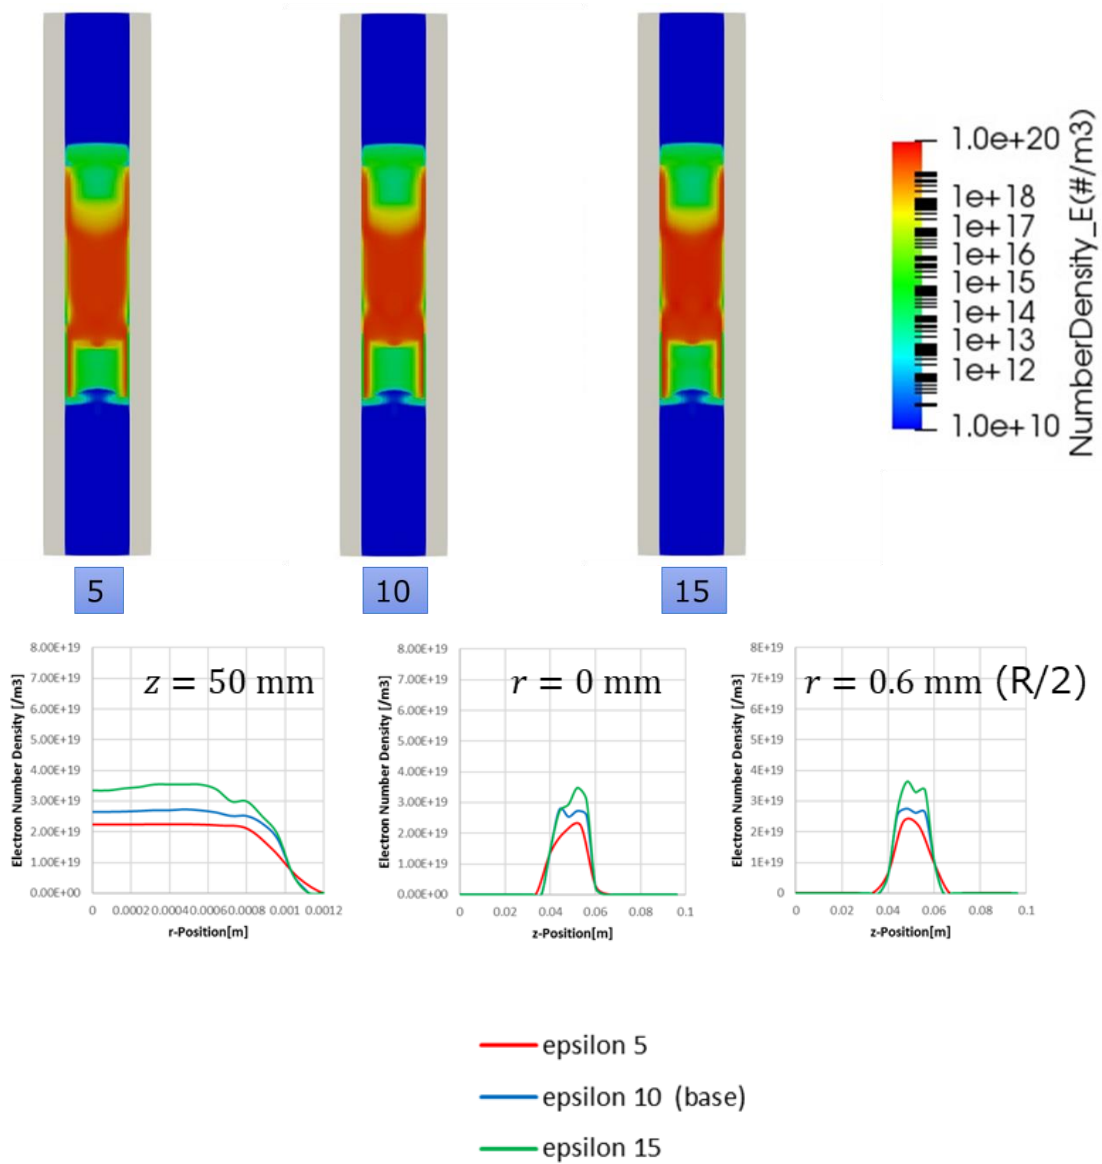 1.0e+20
1e+18
1e+17
1e+16
1e+15
1e+14
1e+13
1e+12
1.0e+10
NumberDensity_E(#/m3)
5
10
15
z = 50 mm
8.00E+19
7.00E+19
6.00E+19
5.00E+19
4.00E+19
3.00E+19
2.00E+19
1.00E+19
0.00E+00
Electron Number Density [/m3]
0 0.0002 0.0004 0.0006 0.0008 0.001 0.0012
r-Position[m]
r = 0 mm
8.00E+19
7.00E+19
6.00E+19
5.00E+19
4.00E+19
3.00E+19
2.00E+19
1.00E+19
0.00E+00
Electron Number Density [/m3]
0 0.02 0.04 0.06 0.08 0.1
z-Position[m]
r = 0.6 mm (R/2)
8E+19
7E+19
6E+19
5E+19
4E+19
3E+19
2E+19
1E+19
0
Electron Number Density [/m3]
0 0.02 0.04 0.06 0.08 0.1
z-Position[m]
epsilon 5
epsilon 10 (base)
epsilon 15